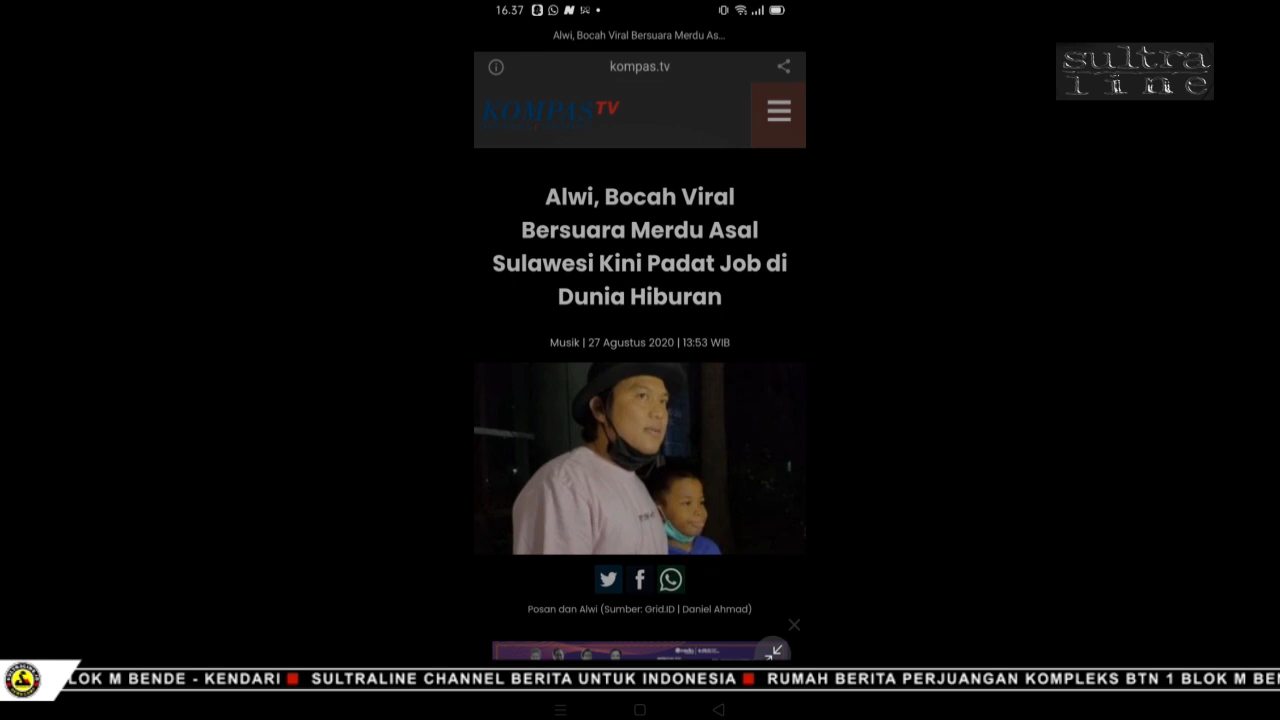 16.37
Alwi, Bocah Viral Bersuara Merdu As...
kompas.tv
sultra
line
KOMPAS TV
Alwi, Bocah Viral
Bersuara Merdu Asal
Sulawesi Kini Padat Job di
Dunia Hiburan
Musik | 27 Agustus 2020 | 13:53 WIB
Posan dan Alwi (Sumber: Grid.ID | Daniel Ahmad)
LOK M BENDE - KENDARI ■ SULTRALINE CHANNEL BERITA UNTUK INDONESIA ■ RUMAH BERITA PERJUANGAN KOMPLEKS BTN 1 BLOK M BEN